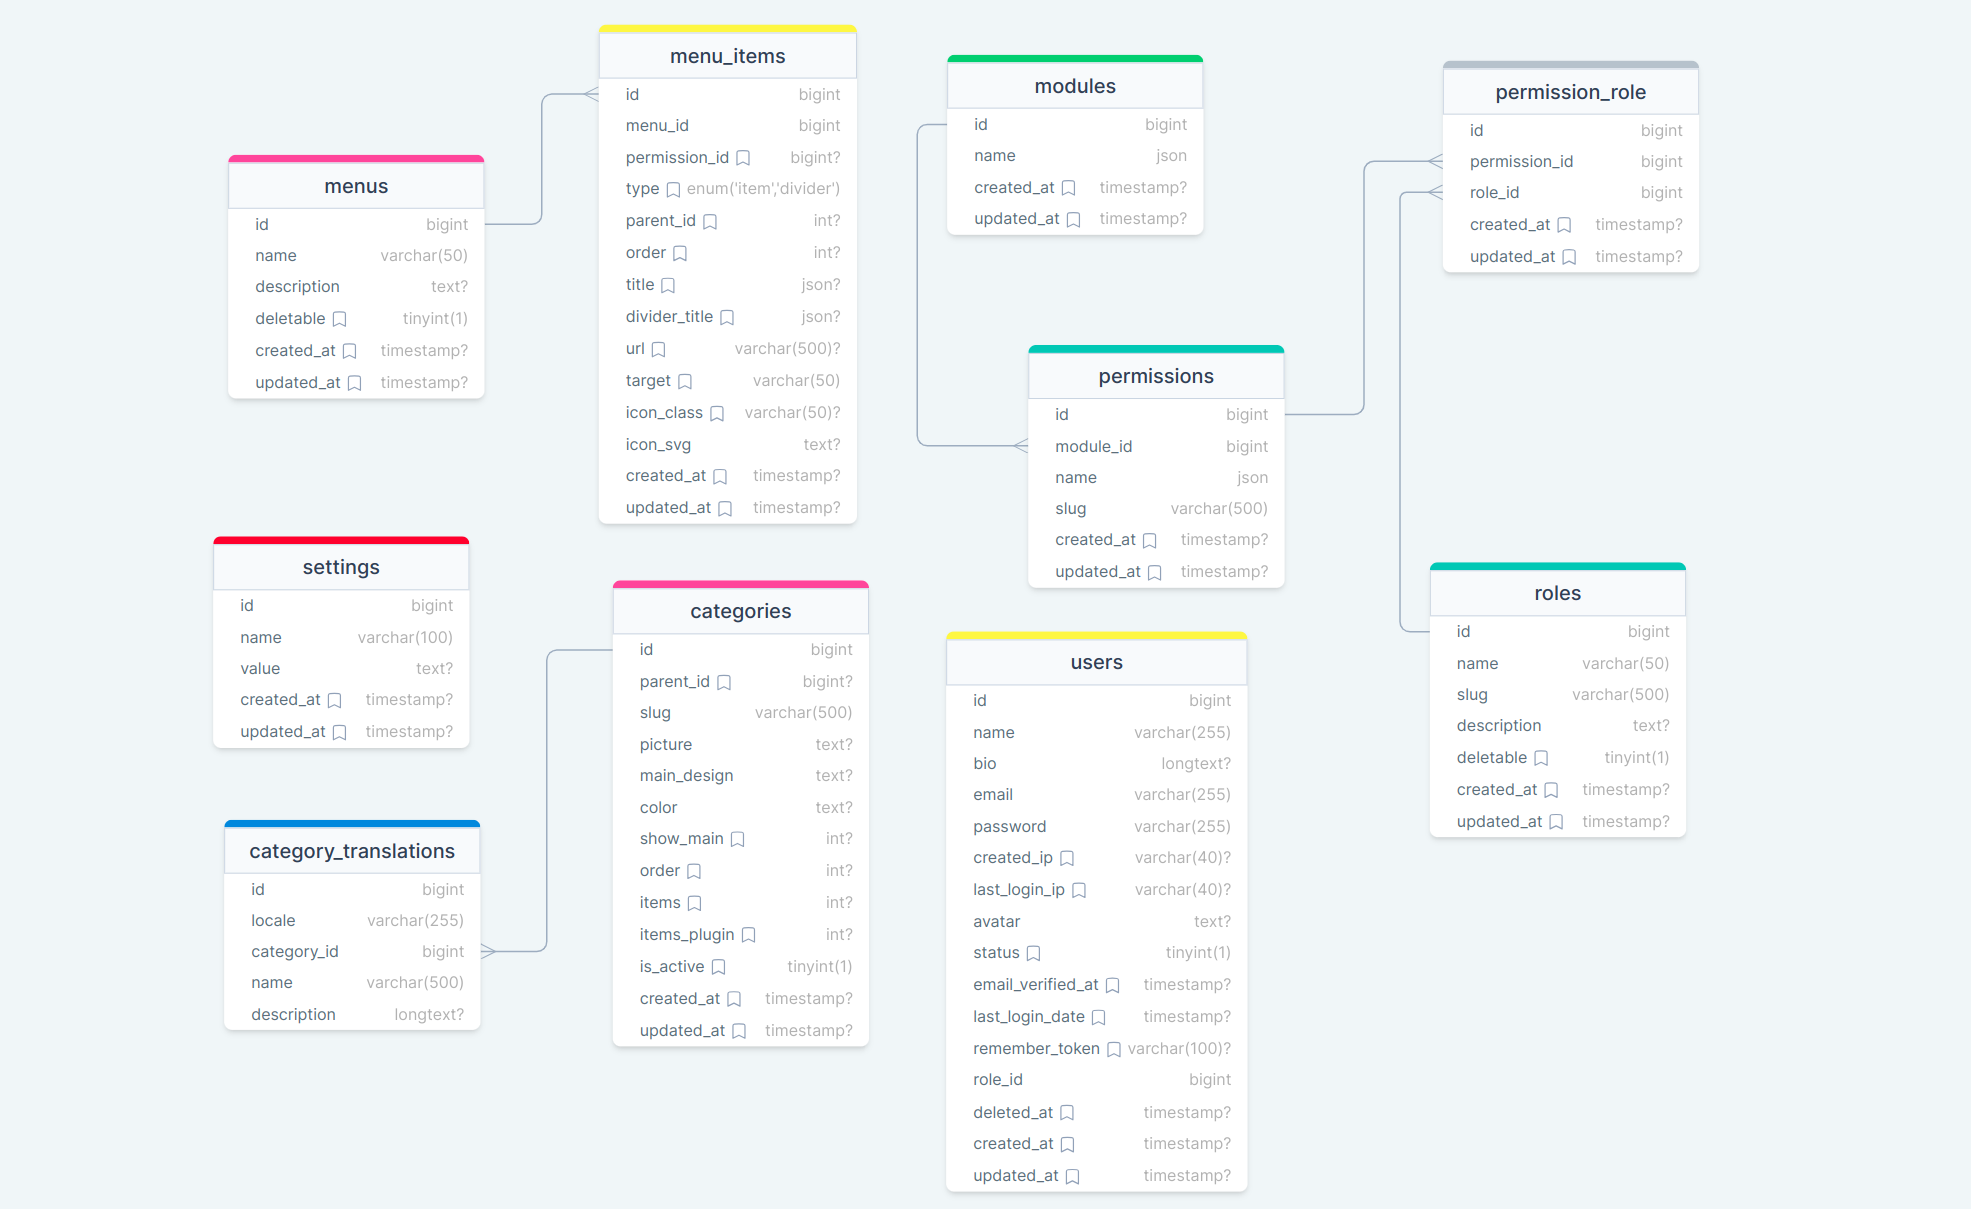 menu_items
id bigint
menu_id bigint
permission_id bigint?
type enum('item','divider')
parent_id int?
order int?
title json?
divider_title json?
url varchar(500)?
target varchar(50)
icon_class varchar(50)?
icon_svg text?
created_at timestamp?
updated_at timestamp?
modules
id bigint
name json
created_at timestamp?
updated_at timestamp?
permission_role
id bigint
permission_id bigint
role_id bigint
created_at timestamp?
updated_at timestamp?
menus
id bigint
name varchar(50)
description text?
deletable tinyint(1)
created_at timestamp?
updated_at timestamp?
permissions
id bigint
module_id bigint
name json
slug varchar(500)
created_at timestamp?
updated_at timestamp?
settings
id bigint
name varchar(100)
value text?
created_at timestamp?
updated_at timestamp?
categories
id bigint
parent_id bigint?
slug varchar(500)
picture text?
main_design text?
color text?
show_main int?
order int?
items int?
items_plugin int?
is_active tinyint(1)
created_at timestamp?
updated_at timestamp?
roles
id bigint
name varchar(50)
slug varchar(500)
description text?
deletable tinyint(1)
created_at timestamp?
updated_at timestamp?
users
id bigint
name varchar(255)
bio longtext?
email varchar(255)
password varchar(255)
created_ip varchar(40)?
last_login_ip varchar(40)?
avatar text?
status tinyint(1)
email_verified_at timestamp?
last_login_date timestamp?
remember_token varchar(100)?
role_id bigint
deleted_at timestamp?
created_at timestamp?
updated_at timestamp?
category_translations
id bigint
locale varchar(255)
category_id bigint
name varchar(500)
description longtext?